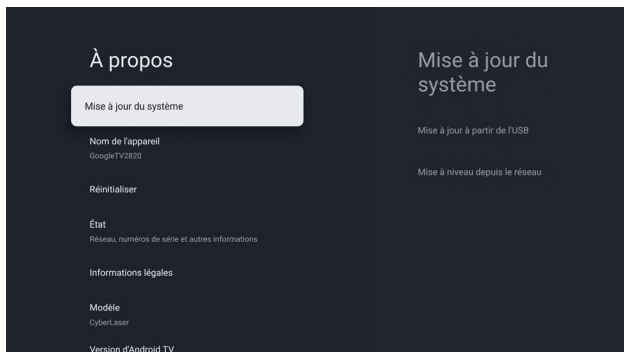 À propos
Mise à jour du système
Nom de l'appareil
GoogleTV2820
Réinitialiser
État
Réseau, numéros de série et autres informations
Informations légales
Modèle
CyberLaser
Version d'Android TV
Mise à jour du
système
Mise à jour à partir de l'USB
Mise à niveau depuis le réseau